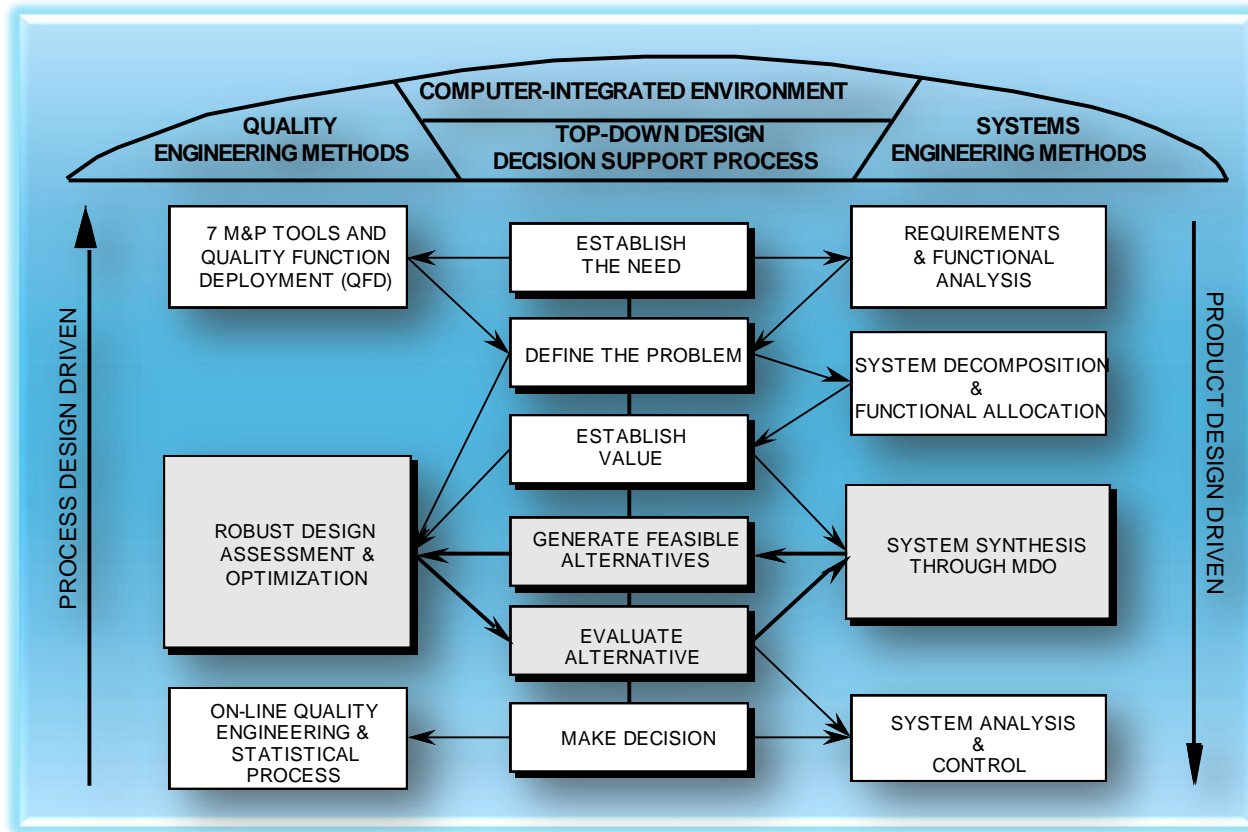 COMPUTER-INTEGRATED ENVIRONMENT
QUALITY
ENGINEERING METHODS
TOP-DOWN DESIGN
DECISION SUPPORT PROCESS
SYSTEMS
ENGINEERING METHODS
PROCESS DESIGN DRIVEN
7 M&P TOOLS AND
QUALITY FUNCTION
DEPLOYMENT (QFD)
ROBUST DESIGN
ASSESSMENT &
OPTIMIZATION
ON-LINE QUALITY
ENGINEERING &
STATISTICAL
PROCESS
ESTABLISH
THE NEED
DEFINE THE PROBLEM
ESTABLISH
VALUE
GENERATE FEASIBLE
ALTERNATIVES
EVALUATE
ALTERNATIVE
MAKE DECISION
REQUIREMENTS
& FUNCTIONAL
ANALYSIS
SYSTEM DECOMPOSITION
&
FUNCTIONAL ALLOCATION
SYSTEM SYNTHESIS
THROUGH MDO
SYSTEM ANALYSIS
&
CONTROL
PRODUCT DESIGN DRIVEN